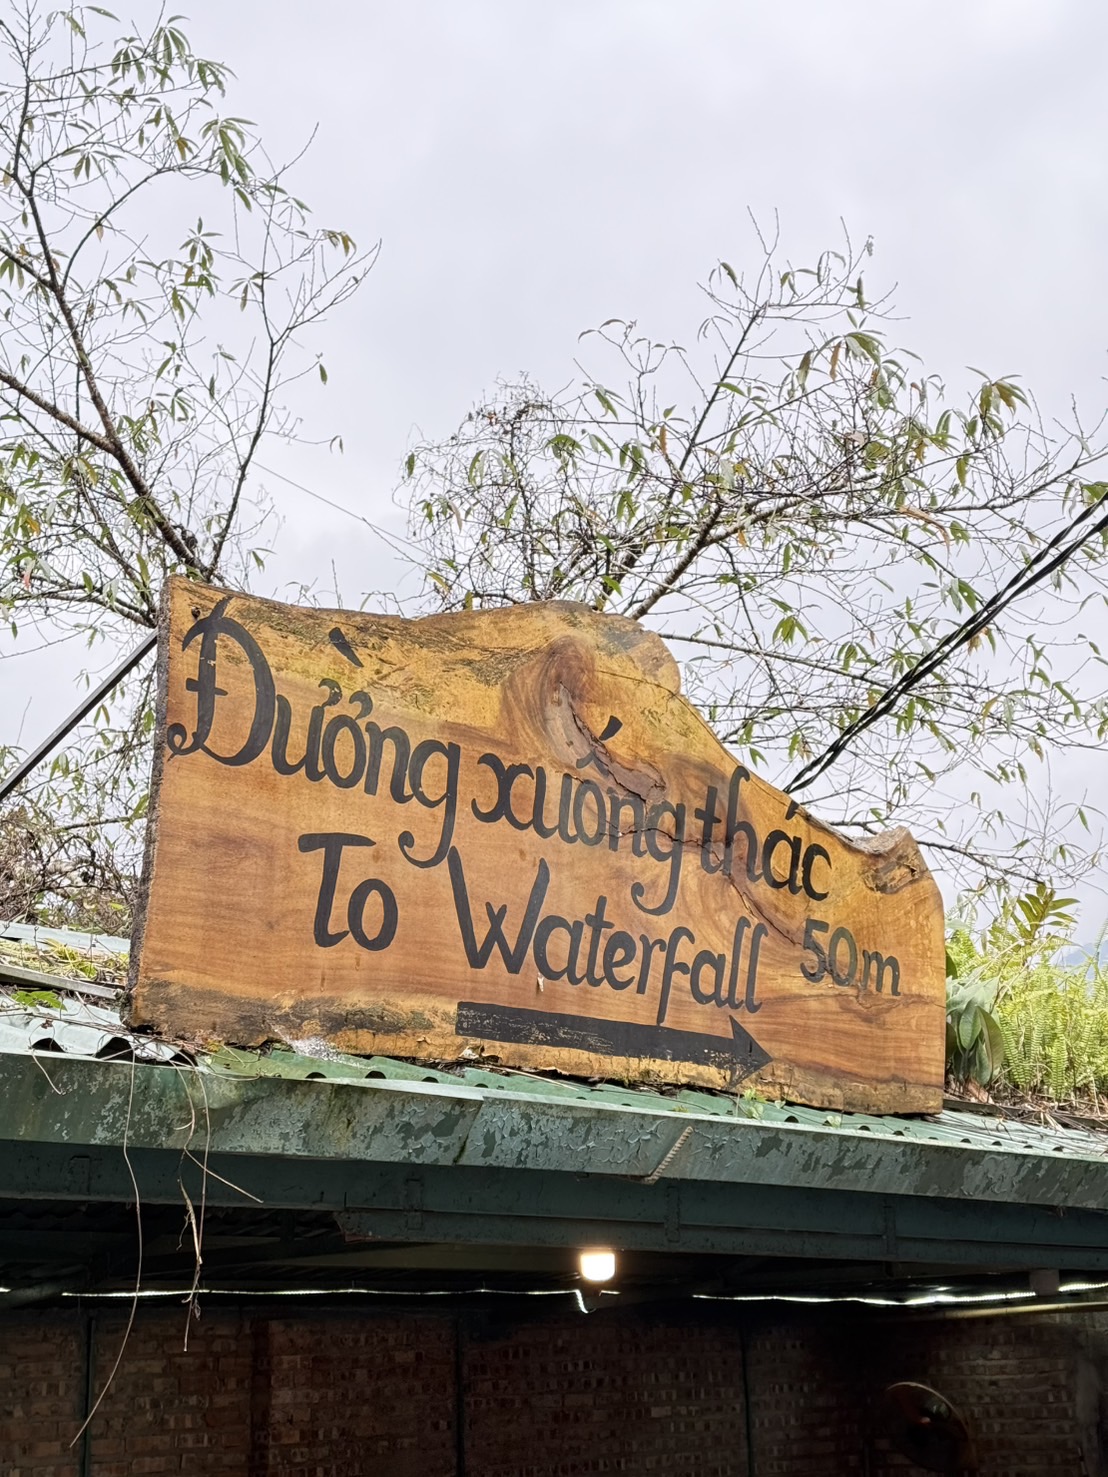 Đường xuống thác
To Waterfall 50m